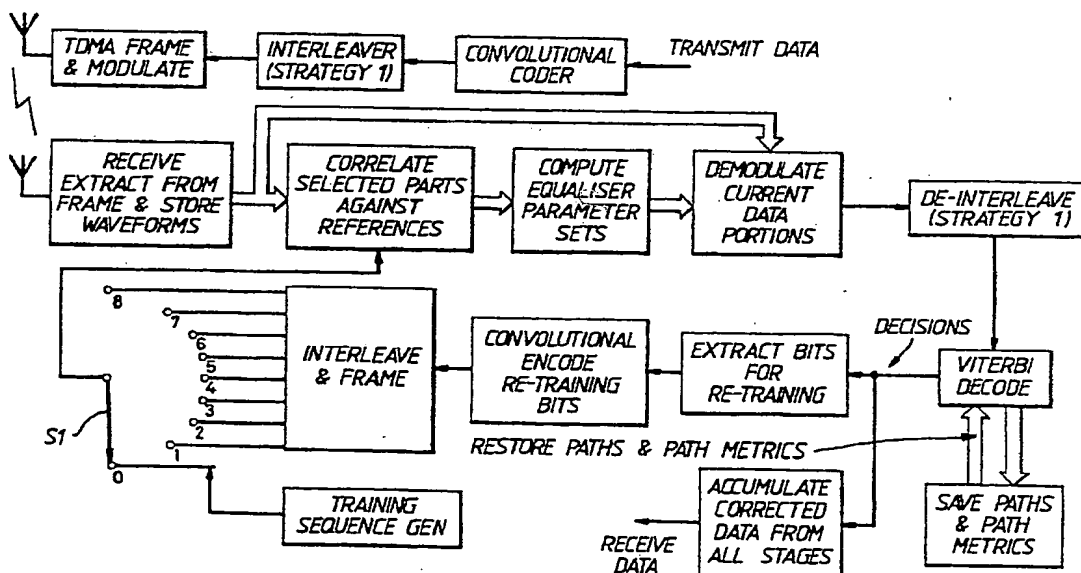 TDMA FRAME
& MODULATE
INTERLEAVER
(STRATEGY 1)
CONVOLUTIONAL
CODER
TRANSMIT DATA
RECEIVE
EXTRACT FROM
FRAME & STORE
WAVEFORMS
CORRELATE
SELECTED PARTS
AGAINST
REFERENCES
COMPUTE
EQUALISER
PARAMETER
SETS
DEMODULATE
CURRENT DATA
PORTIONS
DE-INTERLEAVE
(STRATEGY 1)
8
7
6
5
4
3
2
1
0
S1
INTERLEAVE
& FRAME
CONVOLUTIONAL
ENCODE
RE-TRAINING
BITS
EXTRACT BITS
FOR
RE-TRAINING
DECISIONS
VITERBI
DECODE
RESTORE PATHS & PATH METRICS
TRAINING
SEQUENCE GEN
RECEIVE
DATA
ACCUMULATE
CORRECTED
DATA FROM
ALL STAGES
SAVE PATHS
& PATH
METRICS